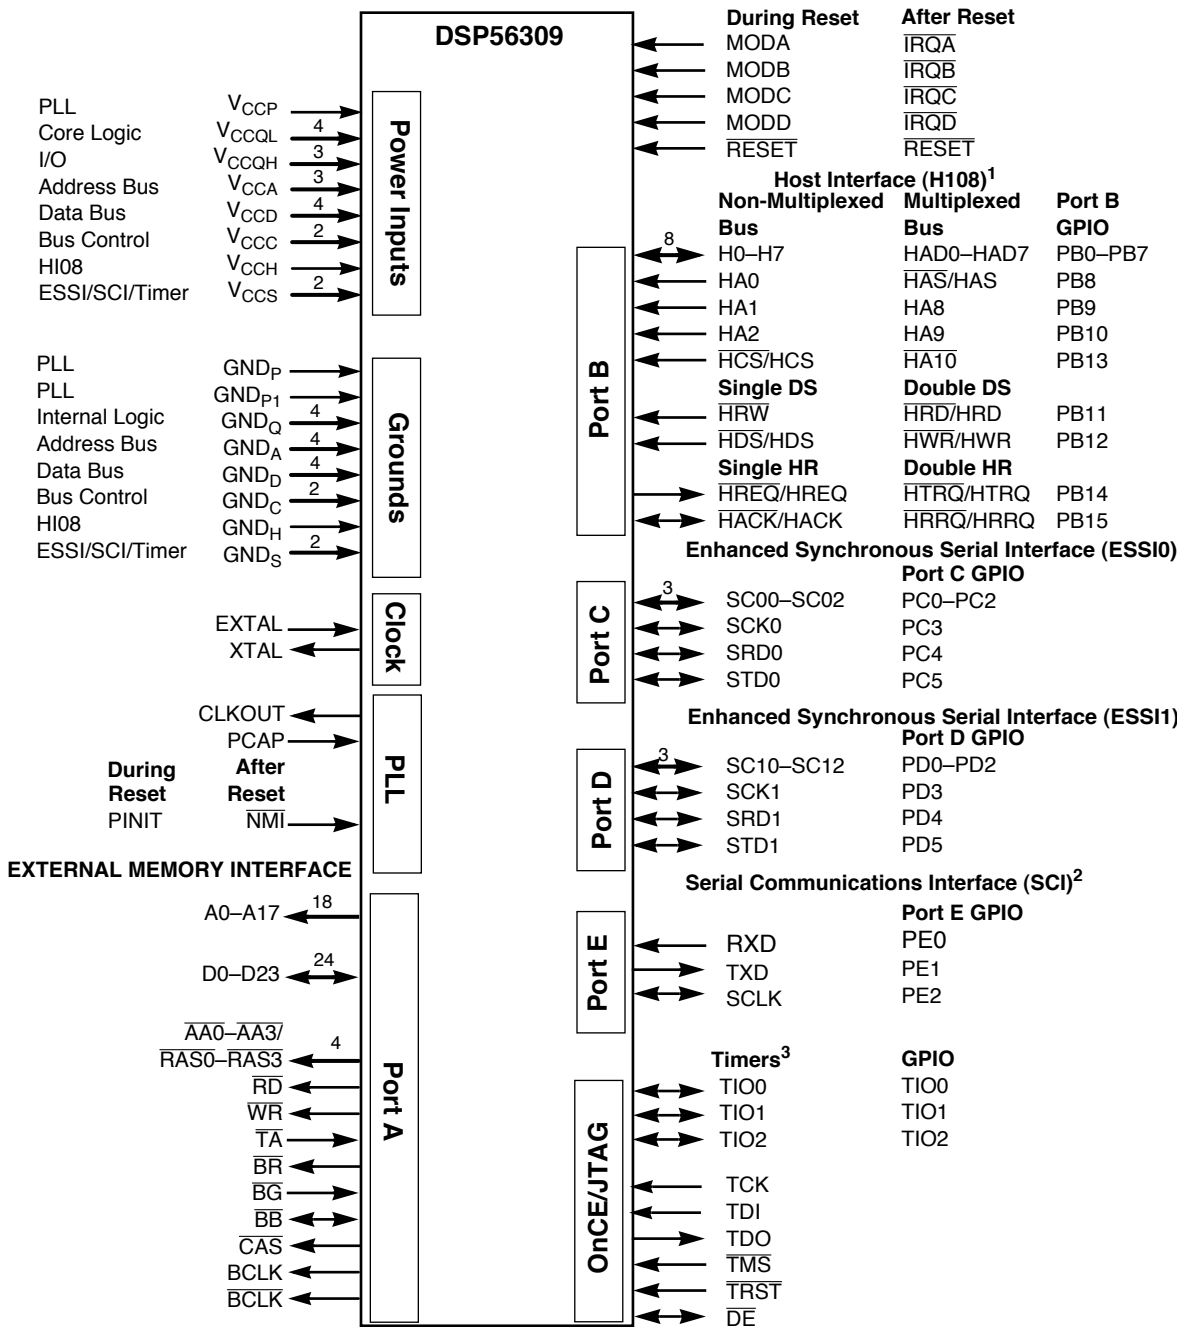 DSP56309
PLL VCCP
Core Logic VCCQL 4
I/O VCCQH 3
Address Bus VCCA 3
Data Bus VCCD 4
Bus Control VCCC 2
HI08 VCCH
ESSI/SCI/Timer VCCS 2
Power Inputs
PLL GNDP
PLL GNDP1
Internal Logic GNDQ 4
Address Bus GNDA 4
Data Bus GNDD 4
Bus Control GNDC 2
HI08 GNDH
ESSI/SCI/Timer GNDS 2
Grounds
EXTAL
XTAL
Clock
CLKOUT
PCAP
During After
Reset Reset
PINIT NMI
PLL
EXTERNAL MEMORY INTERFACE
A0–A17 18
D0–D23 24
AA0–AA3/
RAS0–RAS3 4
RD
WR
TA
BR
BG
BB
CAS
BCLK
BCLK
Port A
During Reset After Reset
MODA IRQA
MODB IRQB
MODC IRQC
MODD IRQD
RESET RESET
Host Interface (H108)1
Non-Multiplexed Multiplexed Port B
Bus Bus GPIO
8 H0–H7 HAD0–HAD7 PB0–PB7
HA0 HAS/HAS PB8
HA1 HA8 PB9
HA2 HA9 PB10
HCS/HCS HA10 PB13
Single DS Double DS
HRW HRD/HRD PB11
HDS/HDS HWR/HWR PB12
Single HR Double HR
HREQ/HREQ HTRQ/HTRQ PB14
HACK/HACK HRRQ/HRRQ PB15
Port B
Enhanced Synchronous Serial Interface (ESSI0)
Port C GPIO
3 SC00–SC02 PC0–PC2
SCK0 PC3
SRD0 PC4
STD0 PC5
Port C
Enhanced Synchronous Serial Interface (ESSI1)
Port D GPIO
3 SC10–SC12 PD0–PD2
SCK1 PD3
SRD1 PD4
STD1 PD5
Port D
Serial Communications Interface (SCI)2
Port E GPIO
RXD PE0
TXD PE1
SCLK PE2
Port E
Timers3 GPIO
TIO0 TIO0
TIO1 TIO1
TIO2 TIO2
TCK
TDI
TDO
TMS
TRST
DE
OnCE/JTAG